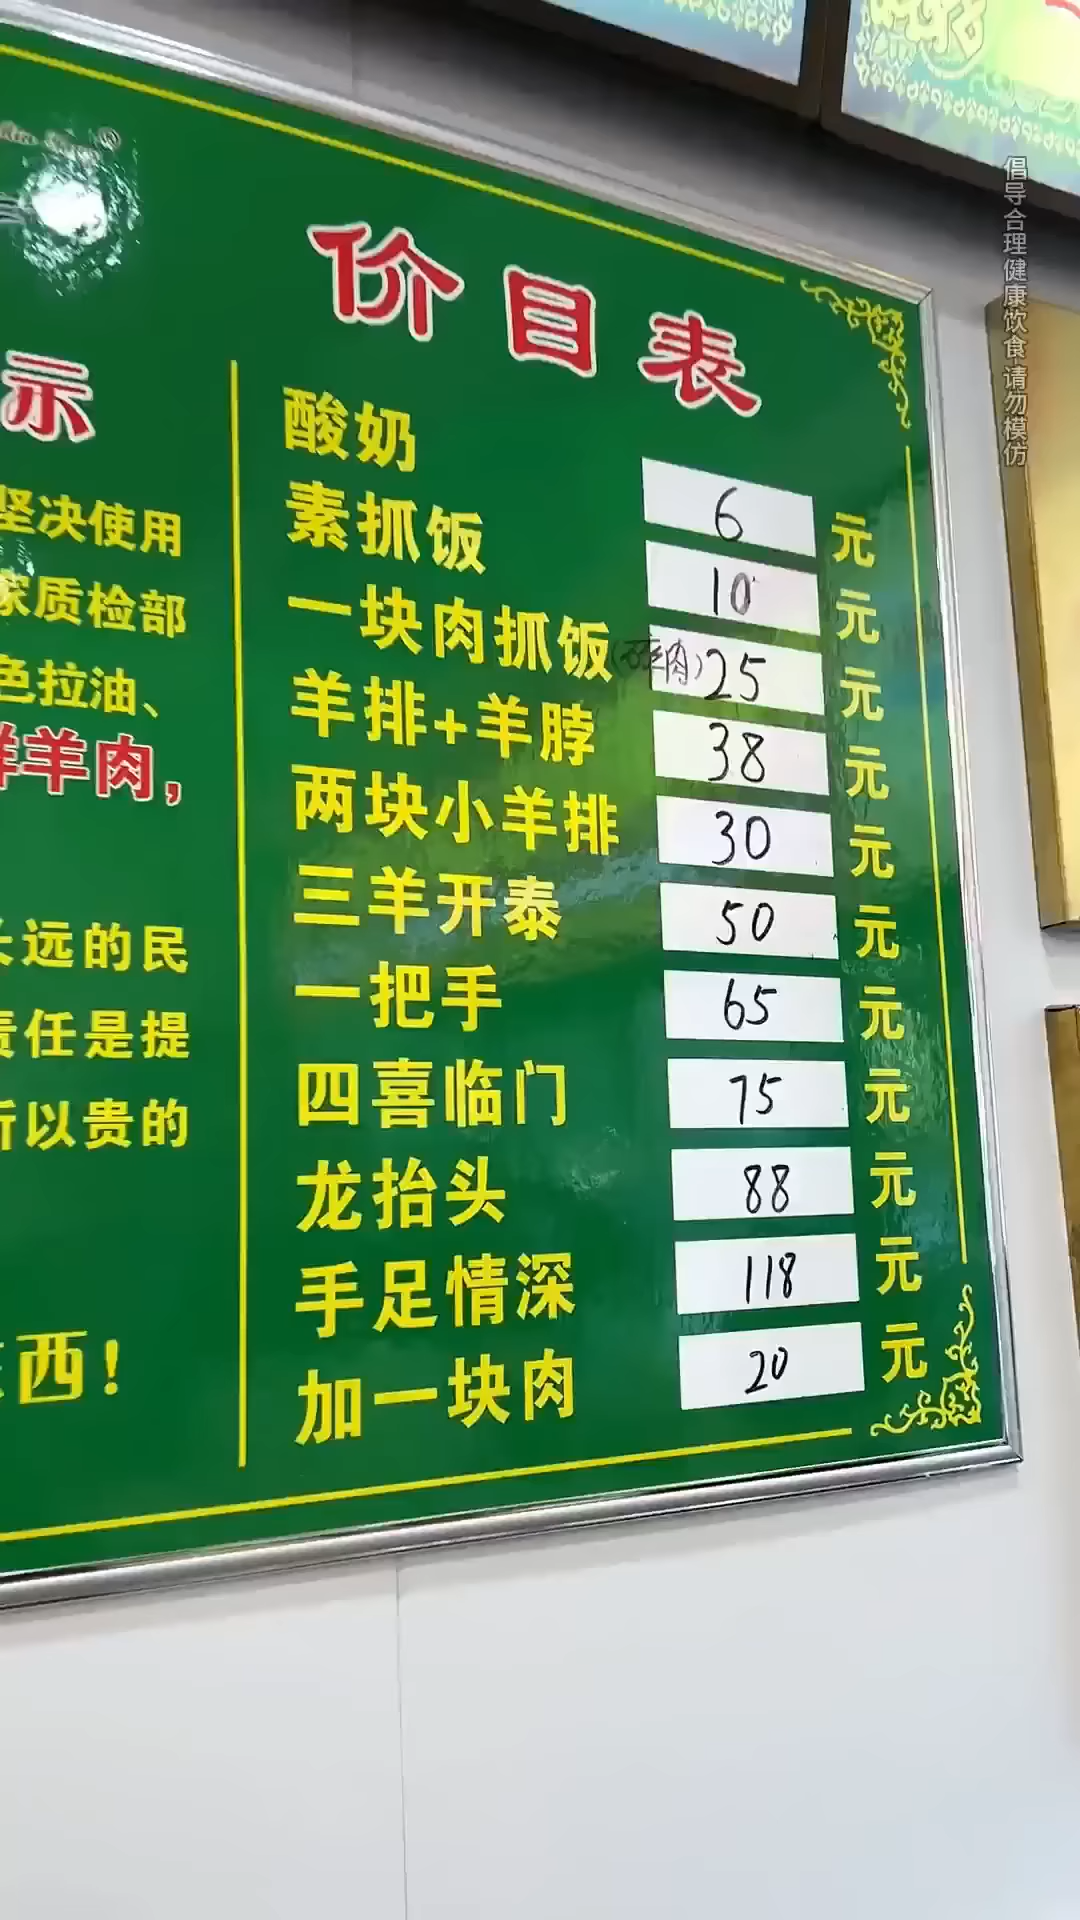 价目表
酸奶 6 元
素抓饭 10 元
一块肉抓饭(碎肉) 25 元
羊排+羊脖 38 元
两块小羊排 30 元
三羊开泰 50 元
一把手 65 元
四喜临门 75 元
龙抬头 88 元
手足情深 118 元
加一块肉 20 元
示
坚决使用
家质检部
色拉油、
鲜羊肉,
长远的民
责任是提
所以贵的
西!
倡导合理健康饮食 请勿模仿